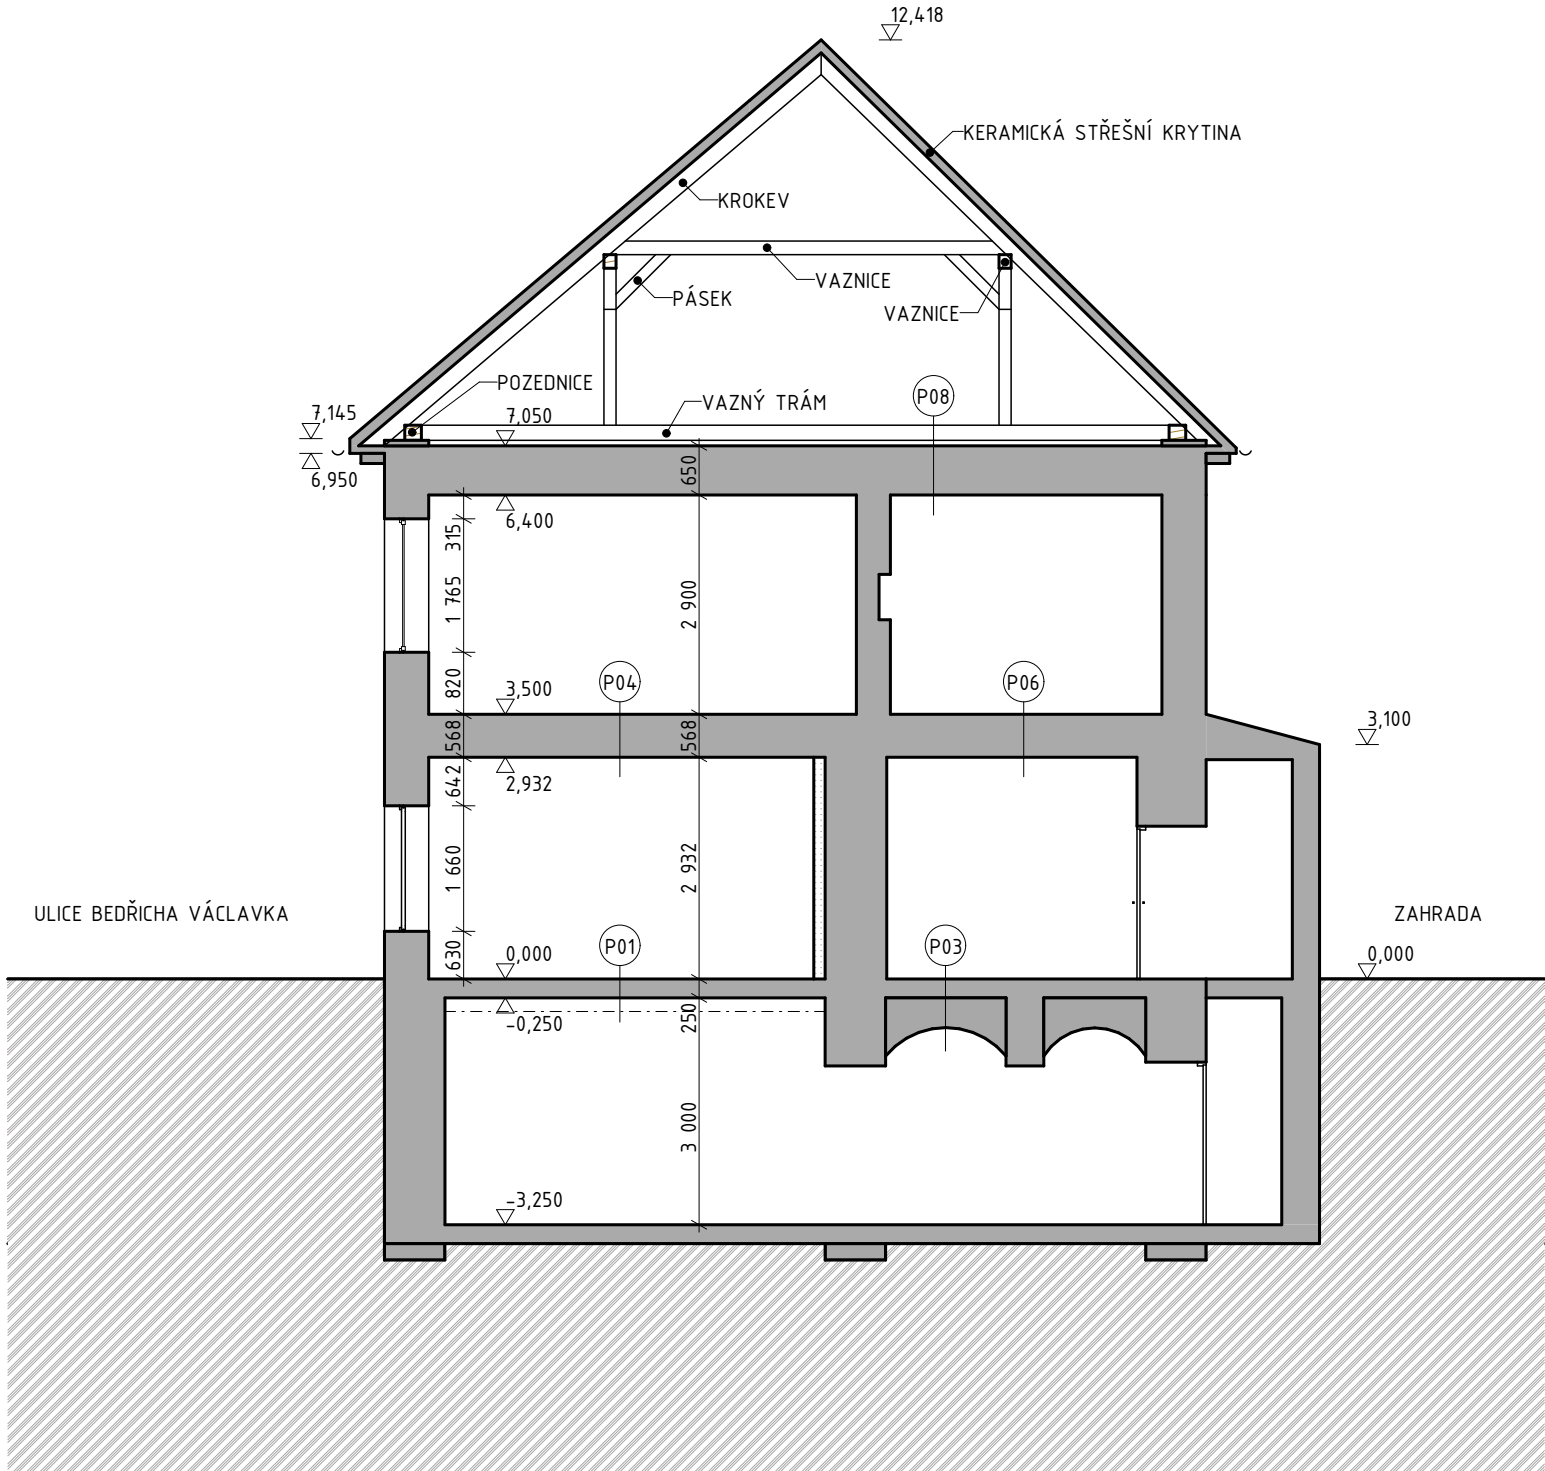 12,418
KERAMICKÁ STŘEŠNÍ KRYTINA
KROKEV
VAZNICE
PÁSEK
VAZNICE
POZEDNICE
P08
VAZNÝ TRÁM
7,145
7,050
6,950
650
6,400
315
1 765
2 900
820
3,500
P04
P06
568
568
3,100
642
2,932
1 660
2 932
ULICE BEDŘICHA VÁCLAVKA
ZAHRADA
630
0,000
P01
P03
0,000
-0,250
250
3 000
-3,250